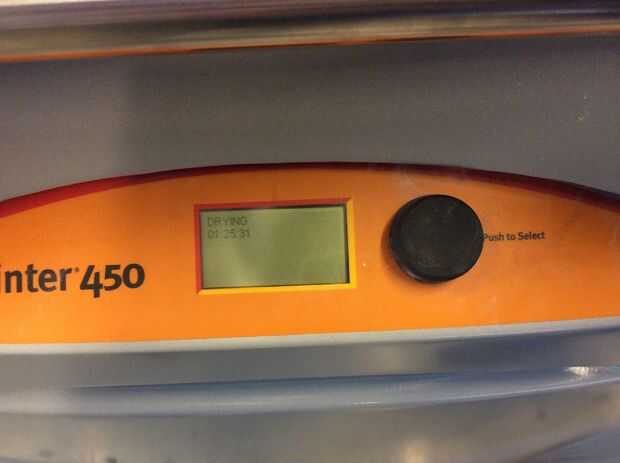 DRYING
01:25:31
inter® 450
Push to Select